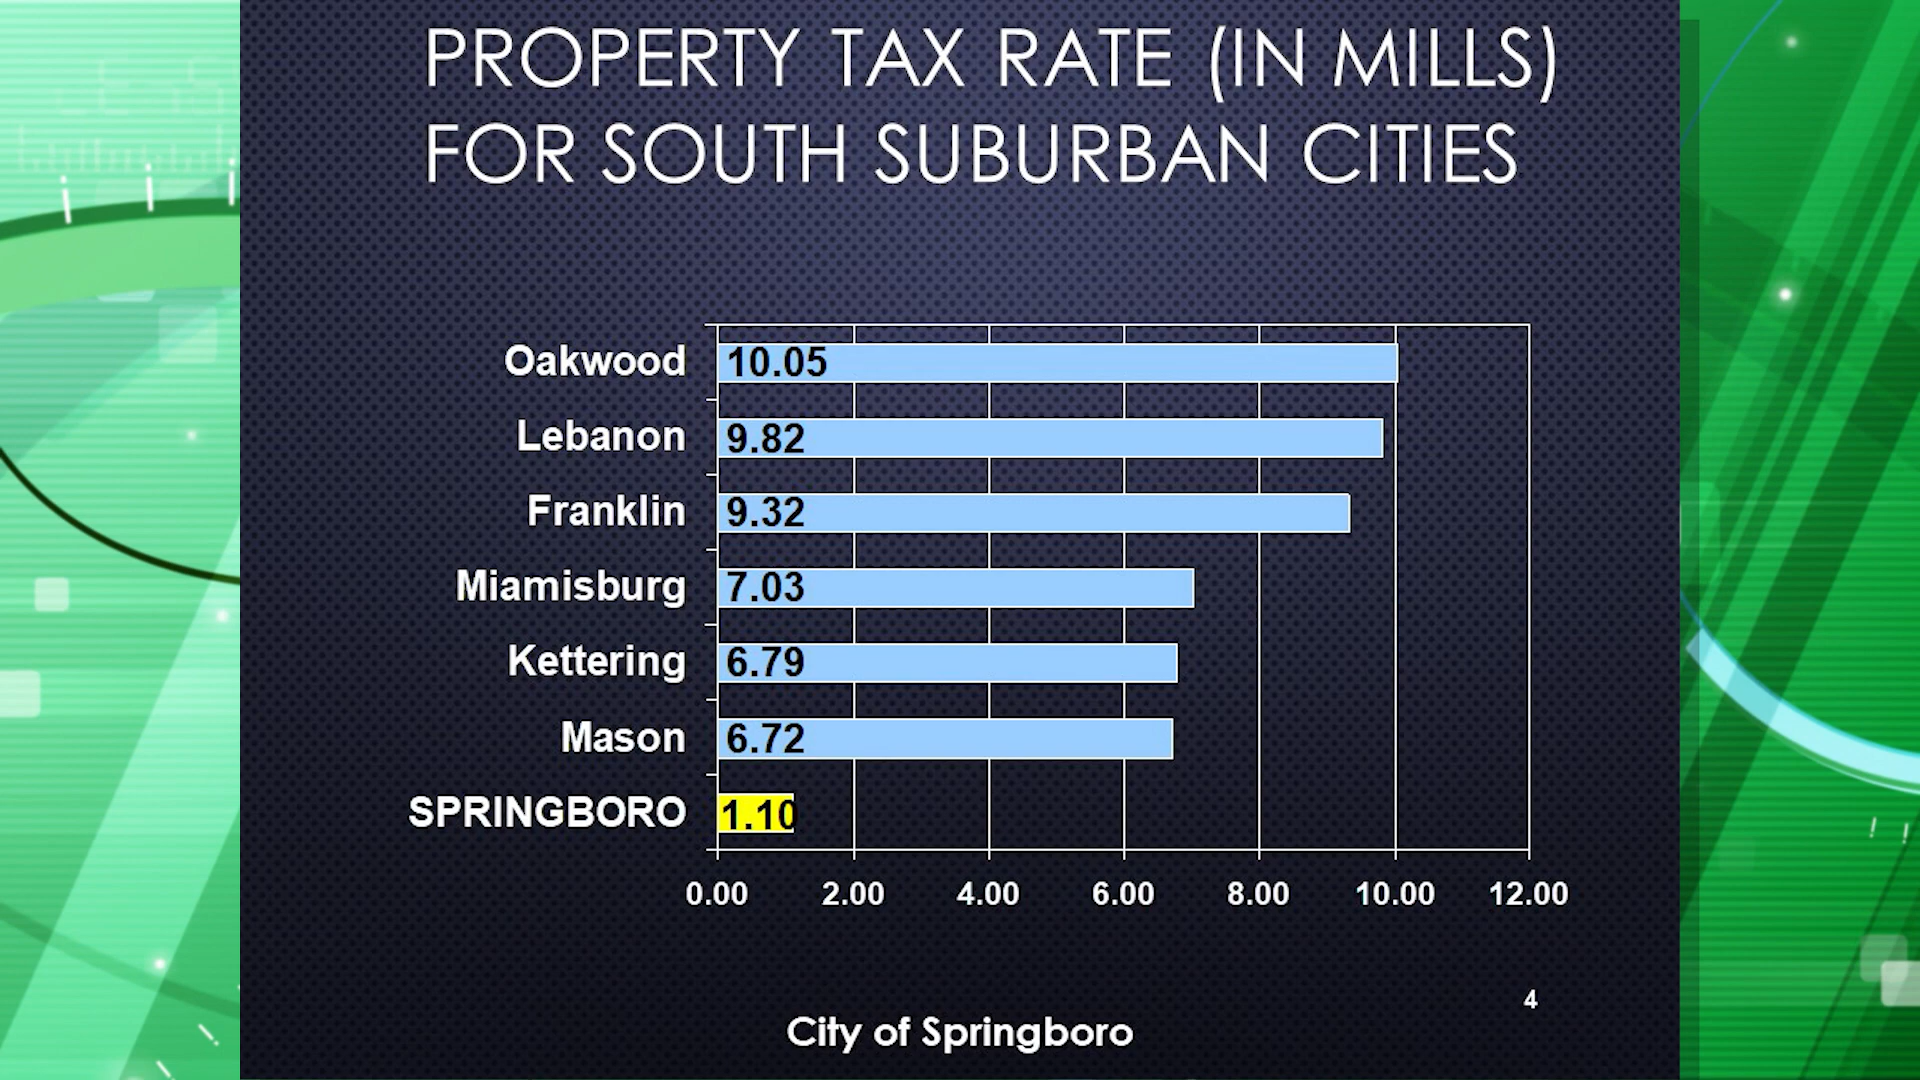 PROPERTY TAX RATE (IN MILLS)
FOR SOUTH SUBURBAN CITIES
Oakwood 10.05
Lebanon 9.82
Franklin 9.32
Miamisburg 7.03
Kettering 6.79
Mason 6.72
SPRINGBORO 1.10
0.00 2.00 4.00 6.00 8.00 10.00 12.00
4
City of Springboro